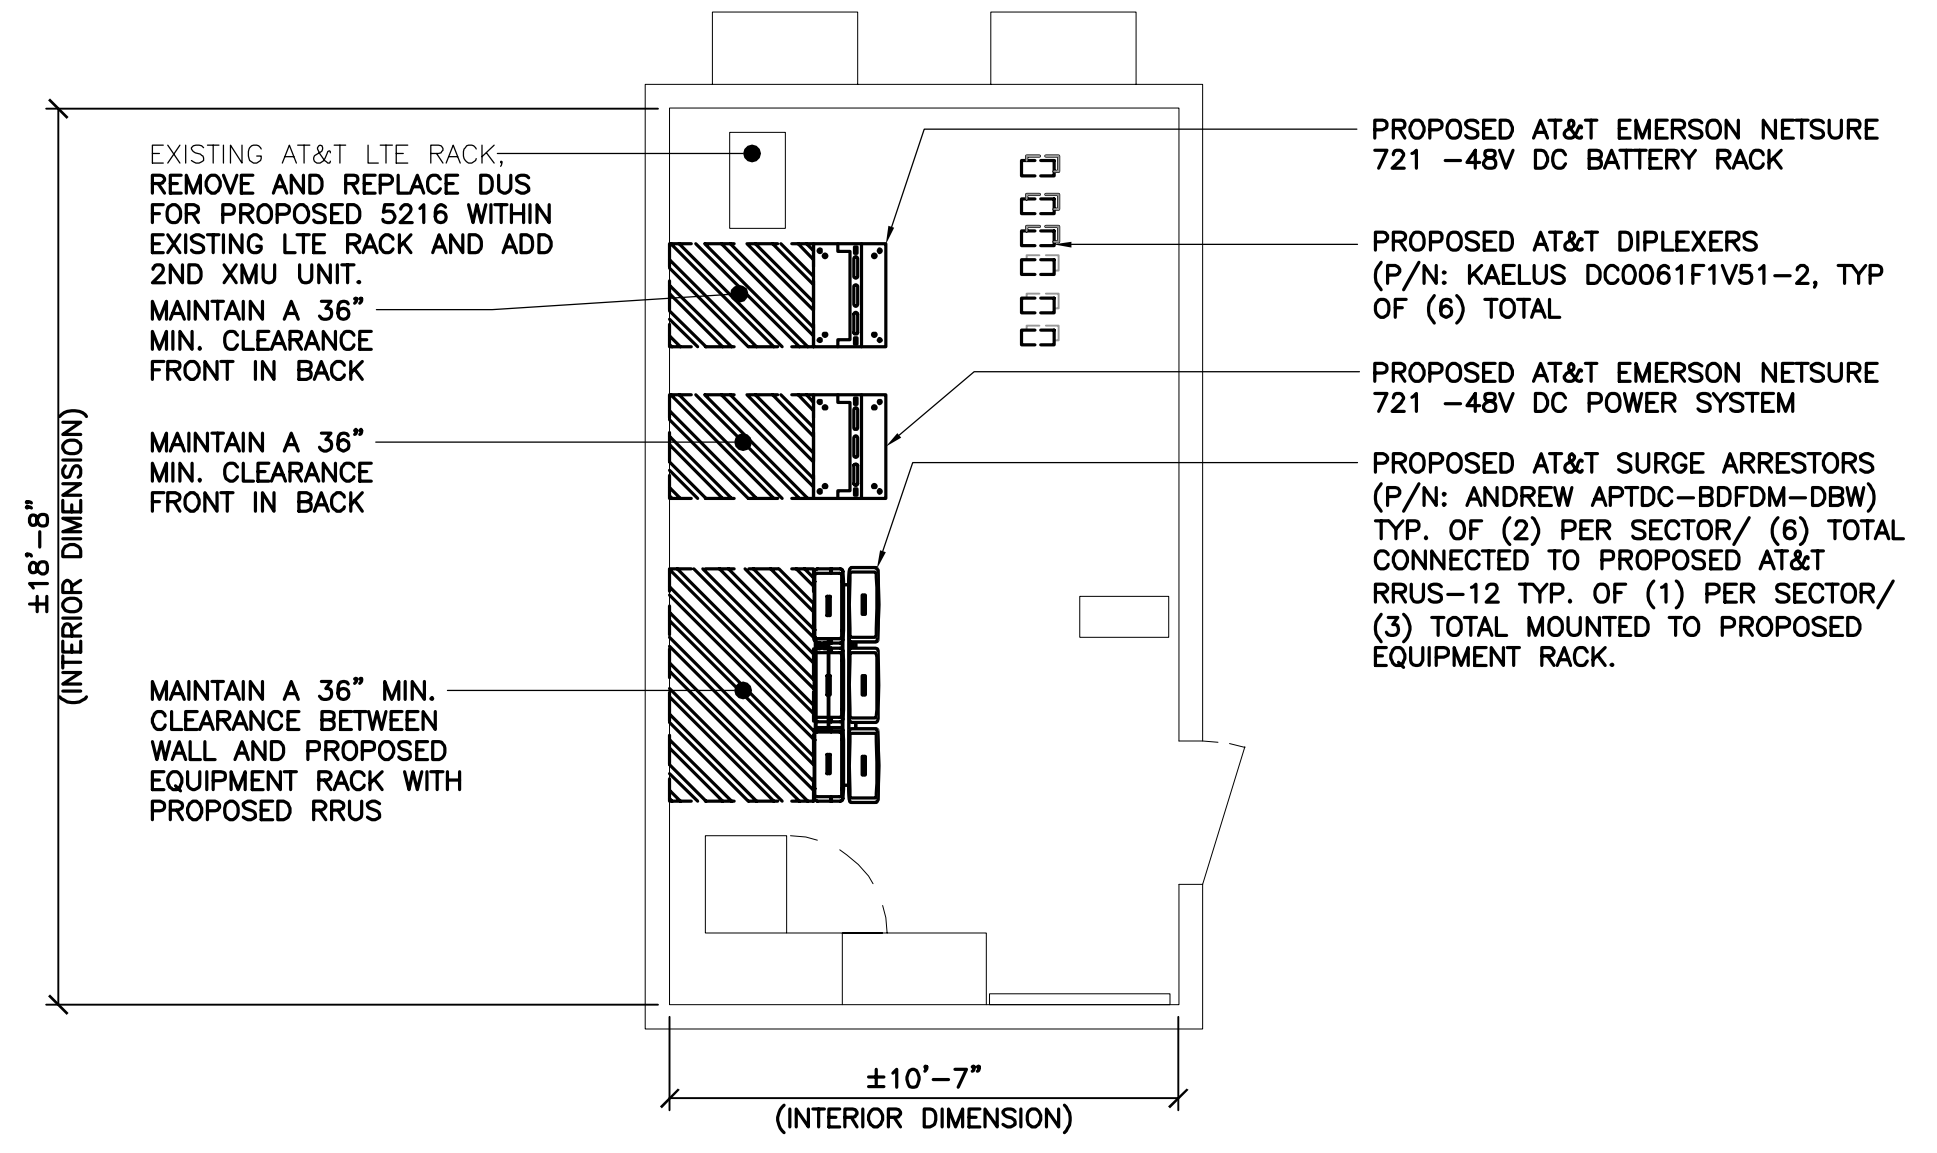 EXISTING AT&T LTE RACK,
REMOVE AND REPLACE DUS
FOR PROPOSED 5216 WITHIN
EXISTING LTE RACK AND ADD
2ND XMU UNIT.
MAINTAIN A 36"
MIN. CLEARANCE
FRONT IN BACK
MAINTAIN A 36"
MIN. CLEARANCE
FRONT IN BACK
MAINTAIN A 36" MIN.
CLEARANCE BETWEEN
WALL AND PROPOSED
EQUIPMENT RACK WITH
PROPOSED RRUS
±18'-8"
(INTERIOR DIMENSION)
PROPOSED AT&T EMERSON NETSURE
721 -48V DC BATTERY RACK
PROPOSED AT&T DIPLEXERS
(P/N: KAELUS DC0061F1V51-2, TYP
OF (6) TOTAL
PROPOSED AT&T EMERSON NETSURE
721 -48V DC POWER SYSTEM
PROPOSED AT&T SURGE ARRESTORS
(P/N: ANDREW APTDC-BDFDM-DBW)
TYP. OF (2) PER SECTOR/ (6) TOTAL
CONNECTED TO PROPOSED AT&T
RRUS-12 TYP. OF (1) PER SECTOR/
(3) TOTAL MOUNTED TO PROPOSED
EQUIPMENT RACK.
±10'-7"
(INTERIOR DIMENSION)